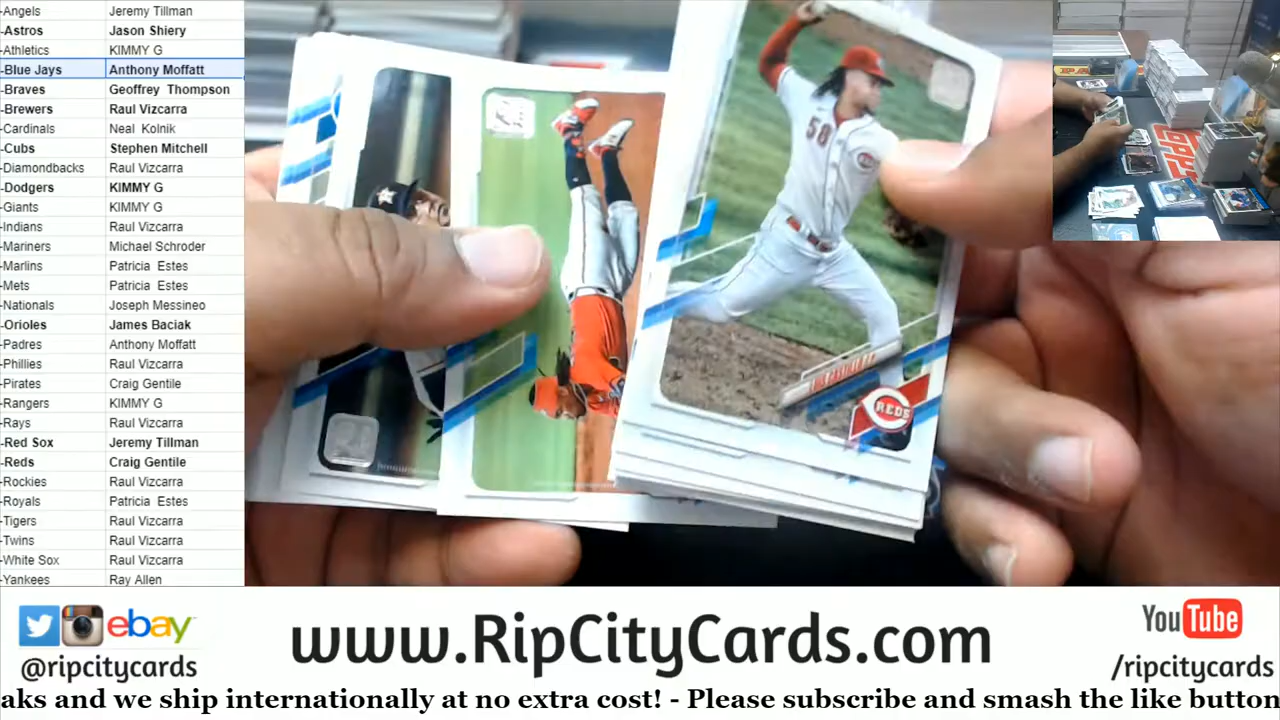 -Angels Jeremy Tillman
-Astros Jason Shiery
-Athletics KIMMY G
-Blue Jays Anthony Moffatt
-Braves Geoffrey Thompson
-Brewers Raul Vizcarra
-Cardinals Neal Kolnik
-Cubs Stephen Mitchell
-Diamondbacks Raul Vizcarra
-Dodgers KIMMY G
-Giants KIMMY G
-Indians Raul Vizcarra
-Mariners Michael Schroder
-Marlins Patricia Estes
-Mets Patricia Estes
-Nationals Joseph Messineo
-Orioles James Baciak
-Padres Anthony Moffatt
-Phillies Raul Vizcarra
-Pirates Craig Gentile
-Rangers KIMMY G
-Rays Raul Vizcarra
-Red Sox Jeremy Tillman
-Reds Craig Gentile
-Rockies Raul Vizcarra
-Royals Patricia Estes
-Tigers Raul Vizcarra
-Twins Raul Vizcarra
-White Sox Raul Vizcarra
-Yankees Ray Allen
58
REDS
TOPPS
ebay
@ripcitycards
www.RipCityCards.com
YouTube
/ripcitycards
aks and we ship internationally at no extra cost! - Please subscribe and smash the like button